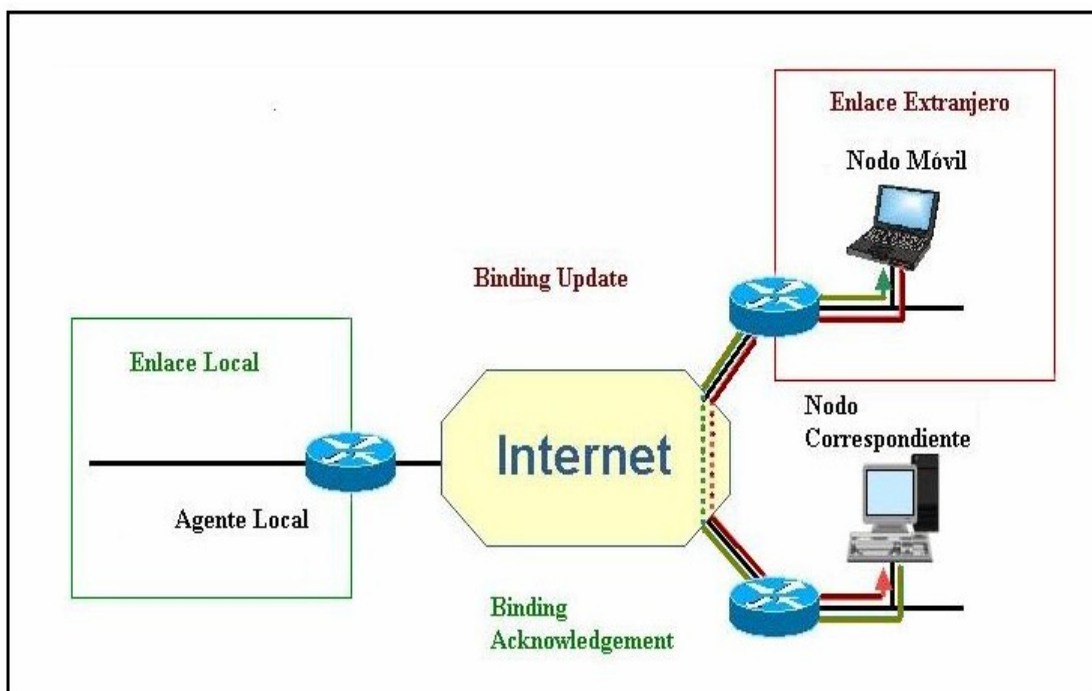 Enlace Extranjero
Nodo Móvil
Binding Update
Enlace Local
Nodo
Correspondiente
Internet
Agente Local
Binding
Acknowledgement